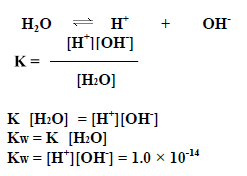 H₂O ⇌ H⁺ + OH⁻
[H⁺][OH⁻]
K =
[H₂O]
K [H₂O] = [H⁺][OH⁻]
Kw = K [H₂O]
Kw = [H⁺][OH⁻] = 1.0 × 10⁻¹⁴